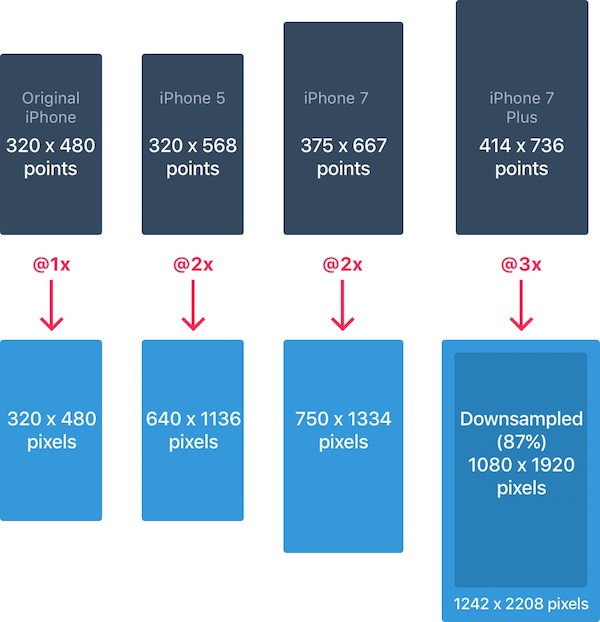 Original
iPhone
320 x 480
points
iPhone 5
320 x 568
points
iPhone 7
375 x 667
points
iPhone 7
Plus
414 x 736
points
@1x
@2x
@2x
@3x
320 x 480
pixels
640 x 1136
pixels
750 x 1334
pixels
Downsampled
(87%)
1080 x 1920
pixels
1242 x 2208 pixels